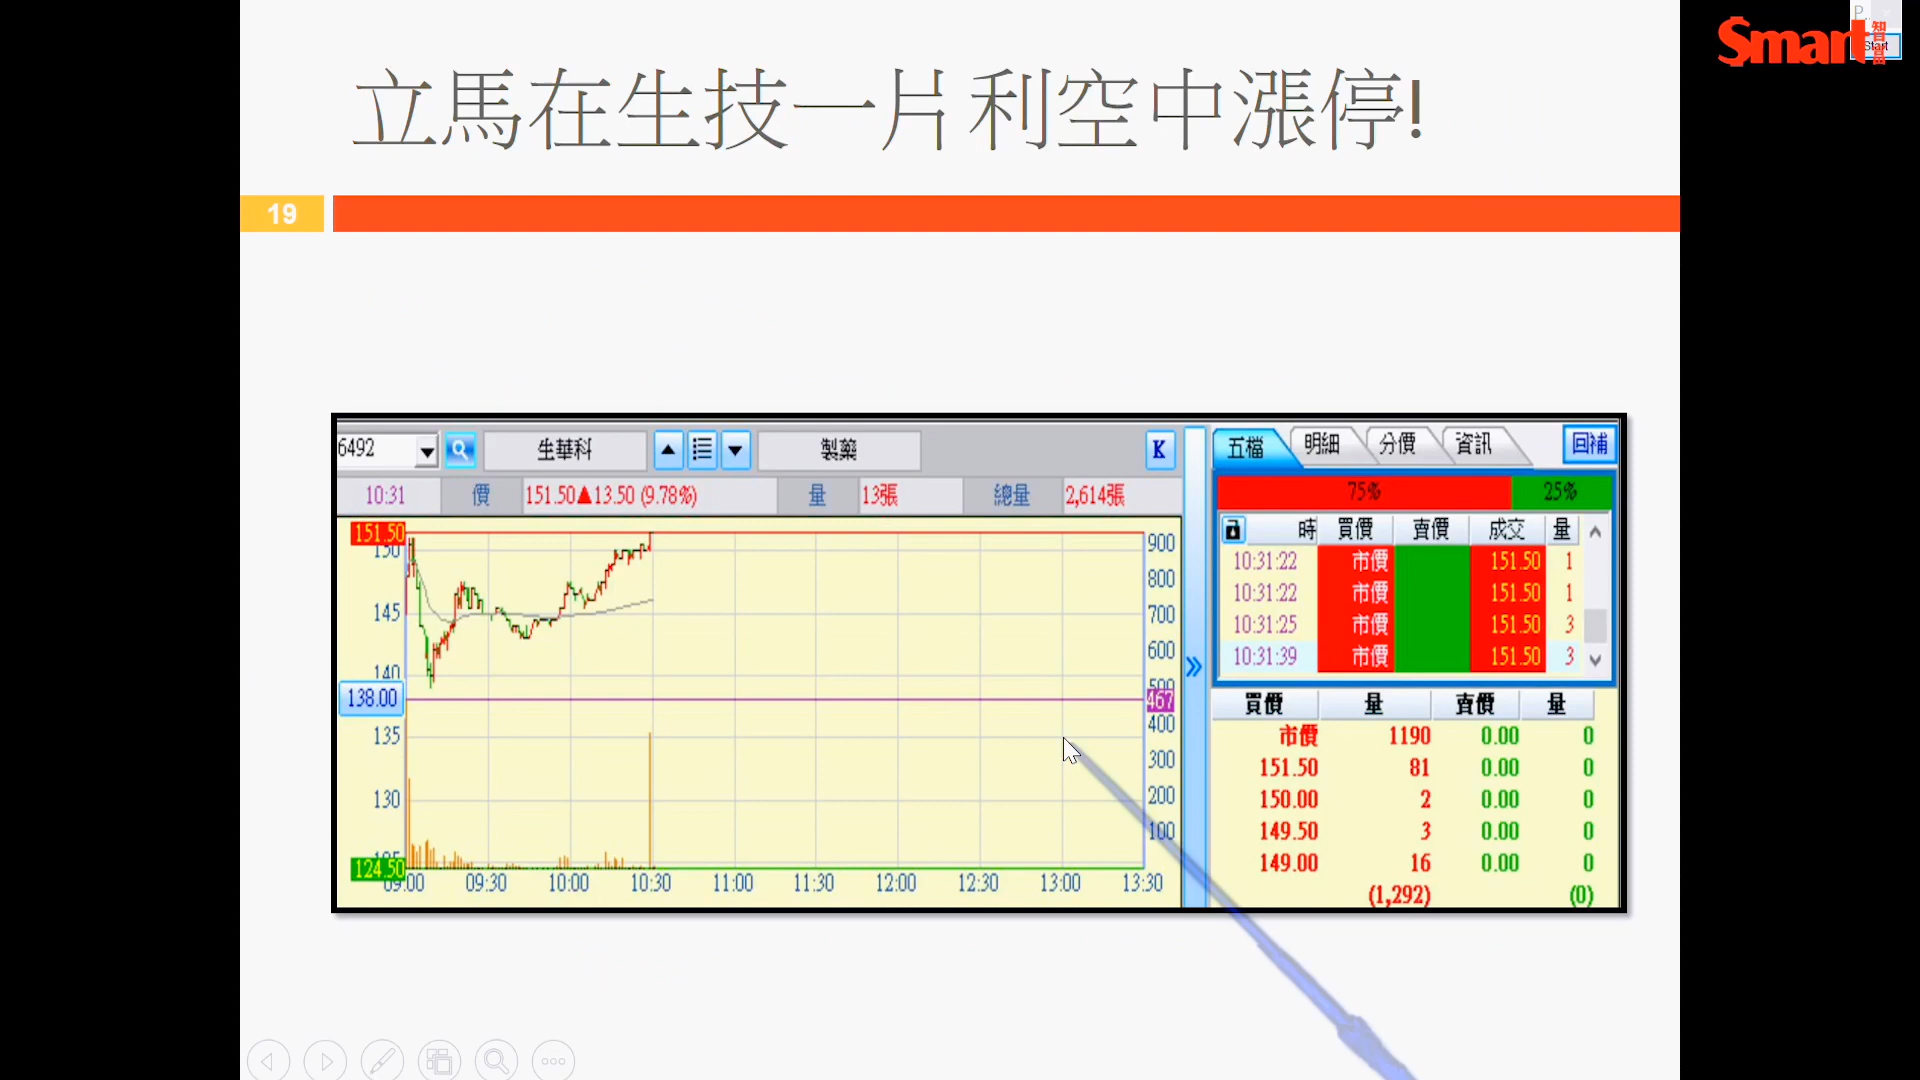 立馬在生技一片利空中漲停!
Smart 智富
Start
19
6492 生華科 製藥 K
10:31 價 151.50▲13.50 (9.78%) 量 13張 總量 2,614張
151.50
150
145
140
138.00
135
130
124.50
900
800
700
600
500
467
400
300
200
100
09:00 09:30 10:00 10:30 11:00 11:30 12:00 12:30 13:00 13:30
五檔 明細 分價 資訊 回補
75% 25%
時 買價 賣價 成交 量
10:31:22 市價 151.50 1
10:31:22 市價 151.50 1
10:31:25 市價 151.50 3
10:31:39 市價 151.50 3
買價 量 賣價 量
市價 1190 0.00 0
151.50 81 0.00 0
150.00 2 0.00 0
149.50 3 0.00 0
149.00 16 0.00 0
(1,292) (0)